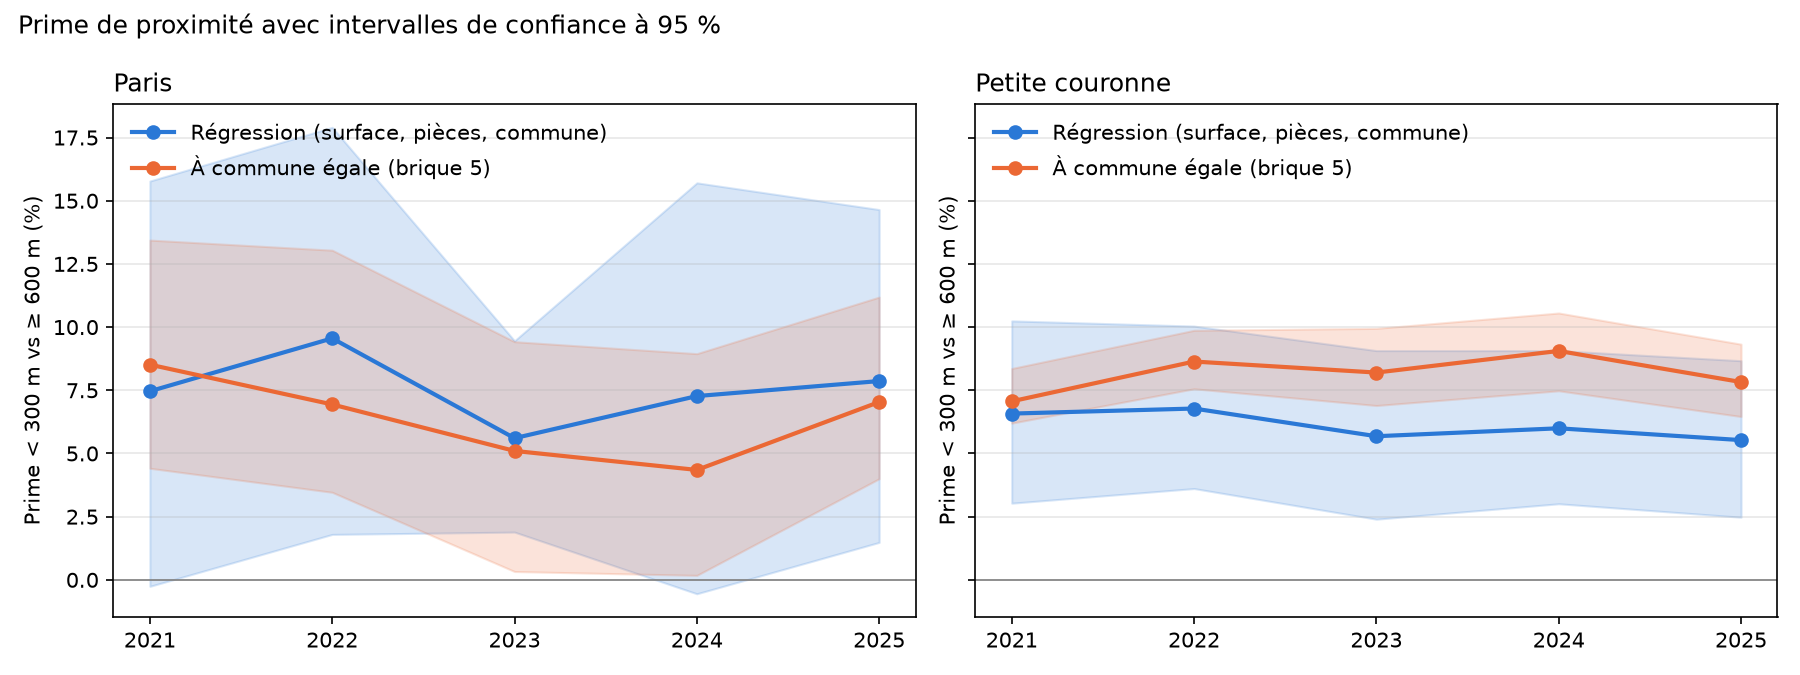 Prime de proximité avec intervalles de confiance à 95 %
Paris
Régression (surface, pièces, commune)
À commune égale (brique 5)
Prime < 300 m vs ≥ 600 m (%)
17.5
15.0
12.5
10.0
7.5
5.0
2.5
0.0
2021 2022 2023 2024 2025
Petite couronne
Régression (surface, pièces, commune)
À commune égale (brique 5)
Prime < 300 m vs ≥ 600 m (%)
2021 2022 2023 2024 2025